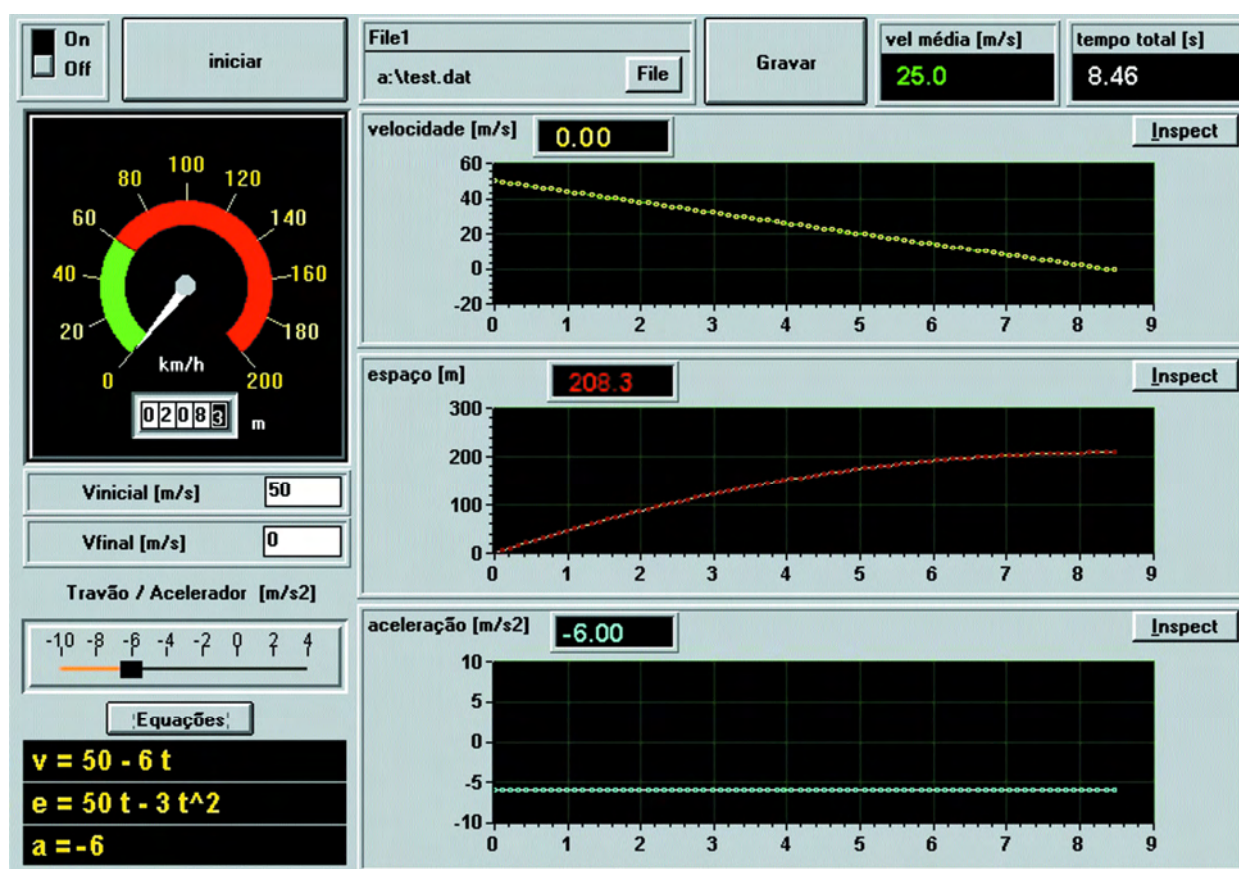 On
Off
iniciar
File1
a:\test.dat
File
Gravar
vel média [m/s]
25.0
tempo total [s]
8.46
0
20
40
60
80
100
120
140
160
180
200
km/h
02083 m
Vinicial [m/s] 50
Vfinal [m/s] 0
Travão / Acelerador [m/s2]
-10 -8 -6 -4 -2 0 2 4
Equações
v = 50 - 6 t
e = 50 t - 3 t^2
a = -6
velocidade [m/s] 0.00
Inspect
60
40
20
0
-20
0 1 2 3 4 5 6 7 8 9
espaço [m] 208.3
Inspect
300
200
100
0
0 1 2 3 4 5 6 7 8 9
aceleração [m/s2] -6.00
Inspect
10
5
0
-5
-10
0 1 2 3 4 5 6 7 8 9